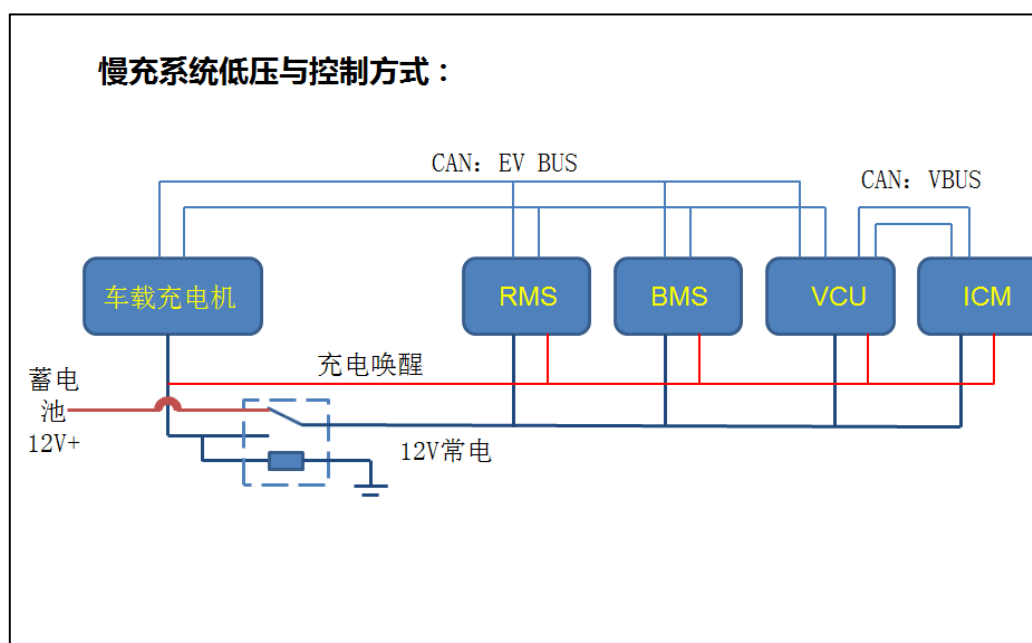 慢充系统低压与控制方式：
CAN: EV BUS
CAN: VBUS
车载充电机
RMS
BMS
VCU
ICM
充电唤醒
蓄电
池
12V+
12V常电